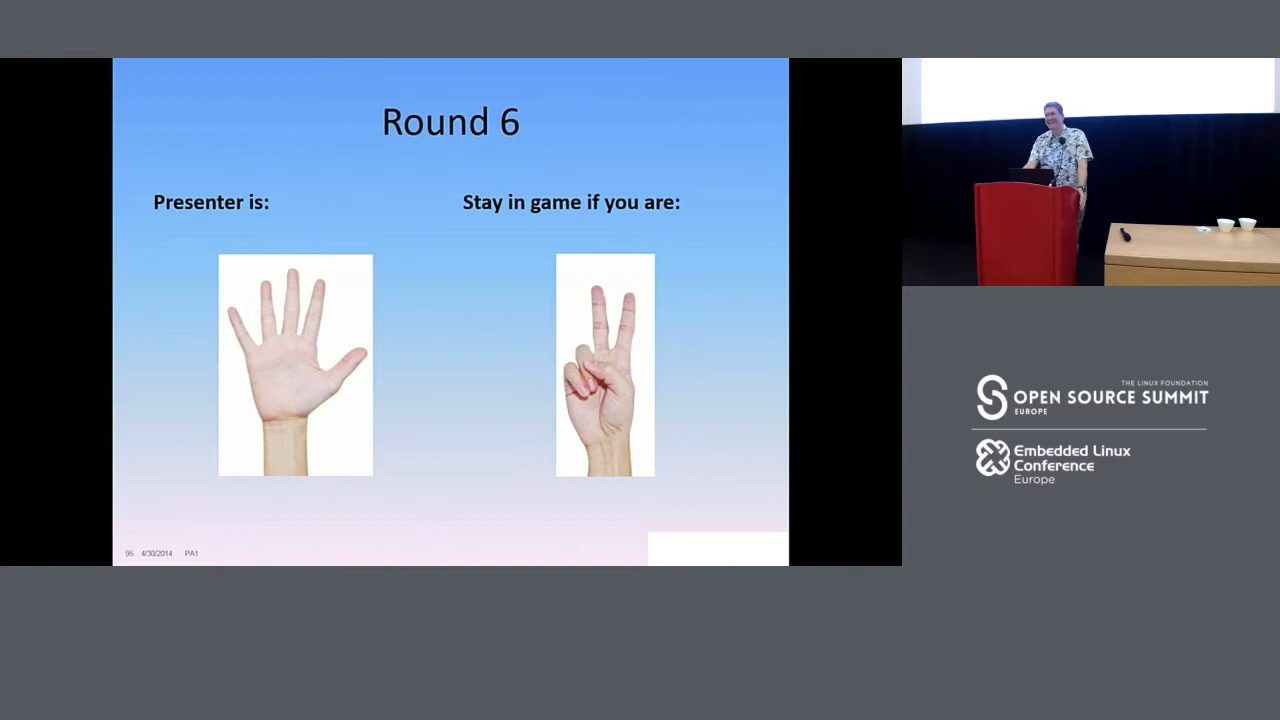 Round 6
Presenter is:
Stay in game if you are:
95 4/30/2014 PA1
THE LINUX FOUNDATION
OPEN SOURCE SUMMIT
EUROPE
Embedded Linux
Conference
Europe